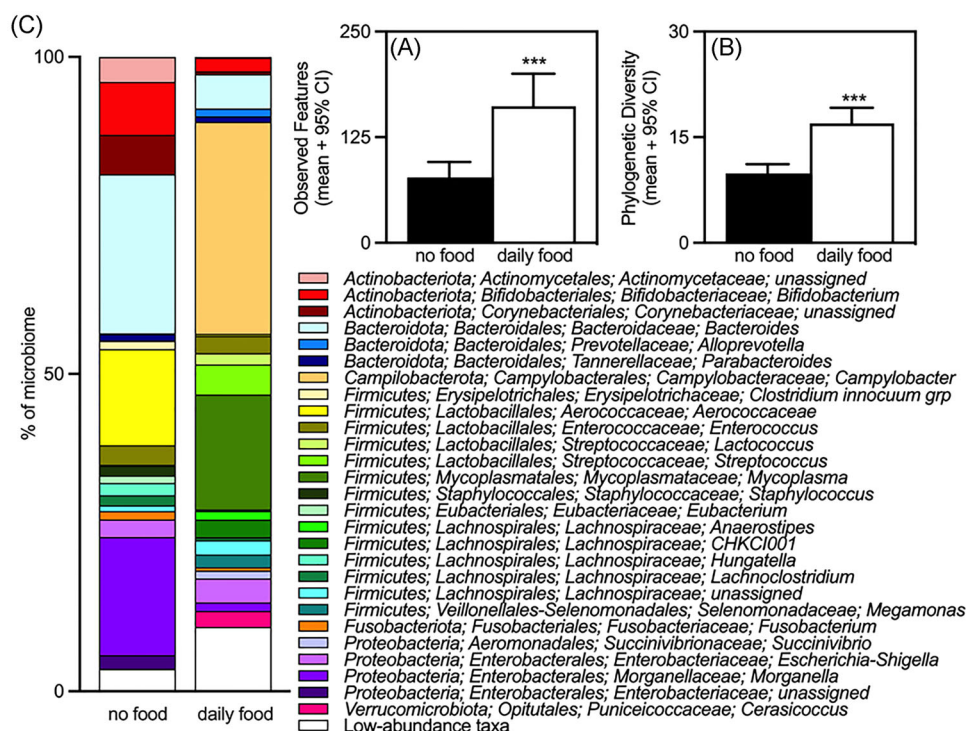 (C)
100
50
0
% of microbiome
no food
daily food
(A)
250
125
0
Observed Features
(mean + 95% CI)
***
no food
daily food
(B)
30
15
0
Phylogenetic Diversity
(mean + 95% CI)
***
no food
daily food
Actinobacteriota; Actinomycetales; Actinomycetaceae; unassigned
Actinobacteriota; Bifidobacteriales; Bifidobacteriaceae; Bifidobacterium
Actinobacteriota; Corynebacteriales; Corynebacteriaceae; unassigned
Bacteroidota; Bacteroidales; Bacteroidaceae; Bacteroides
Bacteroidota; Bacteroidales; Prevotellaceae; Alloprevotella
Bacteroidota; Bacteroidales; Tannerellaceae; Parabacteroides
Campilobacterota; Campylobacterales; Campylobacteraceae; Campylobacter
Firmicutes; Erysipelotrichales; Erysipelotrichaceae; Clostridium innocuum grp
Firmicutes; Lactobacillales; Aerococcaceae; Aerococcaceae
Firmicutes; Lactobacillales; Enterococcaceae; Enterococcus
Firmicutes; Lactobacillales; Streptococcaceae; Lactococcus
Firmicutes; Lactobacillales; Streptococcaceae; Streptococcus
Firmicutes; Mycoplasmatales; Mycoplasmataceae; Mycoplasma
Firmicutes; Staphylococcales; Staphylococcaceae; Staphylococcus
Firmicutes; Eubacteriales; Eubacteriaceae; Eubacterium
Firmicutes; Lachnospirales; Lachnospiraceae; Anaerostipes
Firmicutes; Lachnospirales; Lachnospiraceae; CHKCI001
Firmicutes; Lachnospirales; Lachnospiraceae; Hungatella
Firmicutes; Lachnospirales; Lachnospiraceae; Lachnoclostridium
Firmicutes; Lachnospirales; Lachnospiraceae; unassigned
Firmicutes; Veillonellales-Selenomonadales; Selenomonadaceae; Megamonas
Fusobacteriota; Fusobacteriales; Fusobacteriaceae; Fusobacterium
Proteobacteria; Aeromonadales; Succinivibrionaceae; Succinivibrio
Proteobacteria; Enterobacterales; Enterobacteriaceae; Escherichia-Shigella
Proteobacteria; Enterobacterales; Morganellaceae; Morganella
Proteobacteria; Enterobacterales; Enterobacteriaceae; unassigned
Verrucomicrobiota; Opitutales; Puniceicoccaceae; Cerasicoccus
Low-abundance taxa